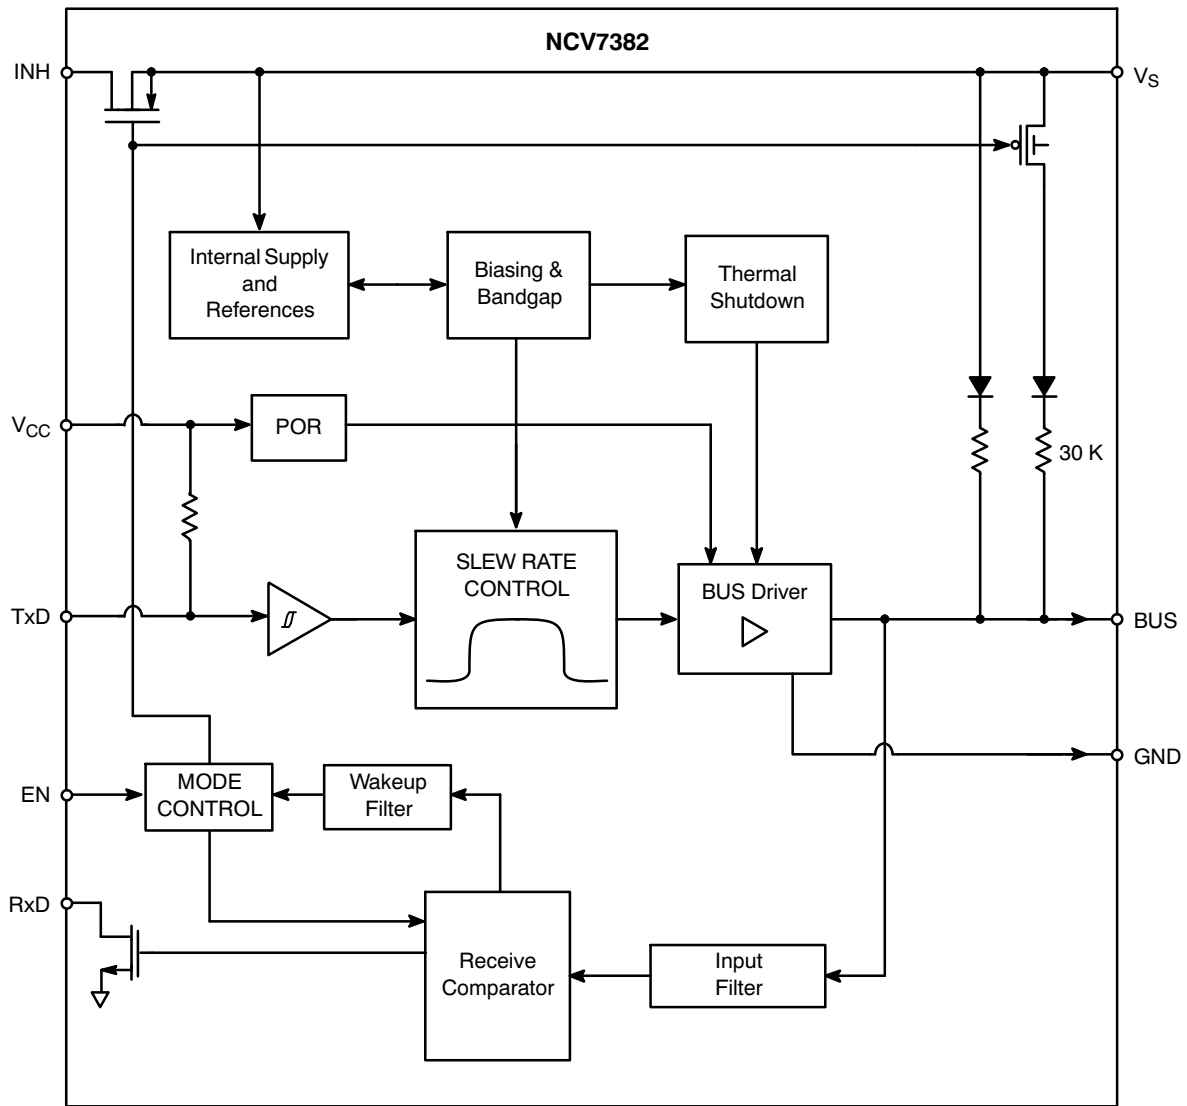 NCV7382
INH
VS
Internal Supply
and
References
Biasing &
Bandgap
Thermal
Shutdown
VCC
POR
30 K
SLEW RATE
CONTROL
TxD
BUS Driver
BUS
GND
EN
MODE
CONTROL
Wakeup
Filter
RxD
Receive
Comparator
Input
Filter